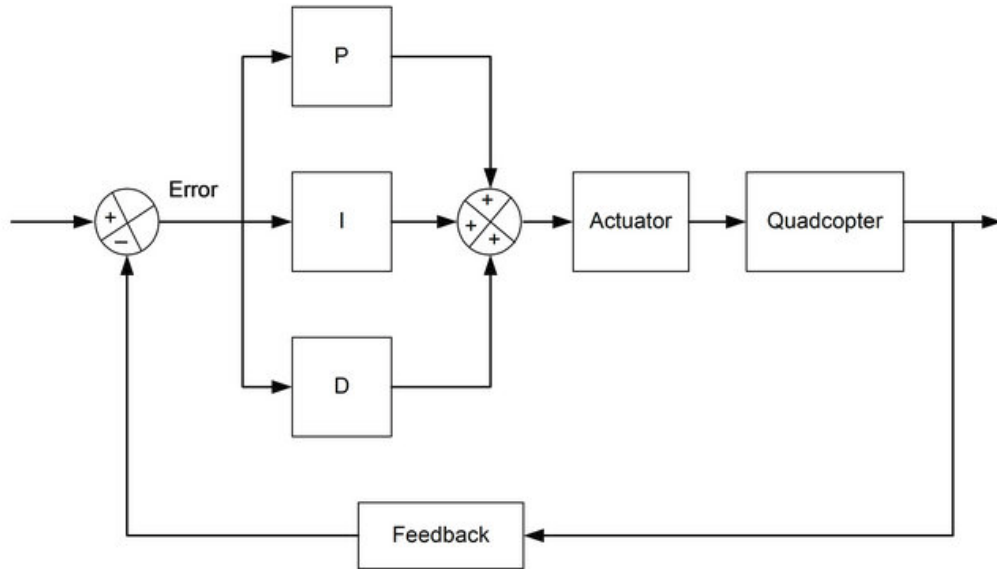 P
Error
+
−
I
+
+
+
Actuator
Quadcopter
D
Feedback